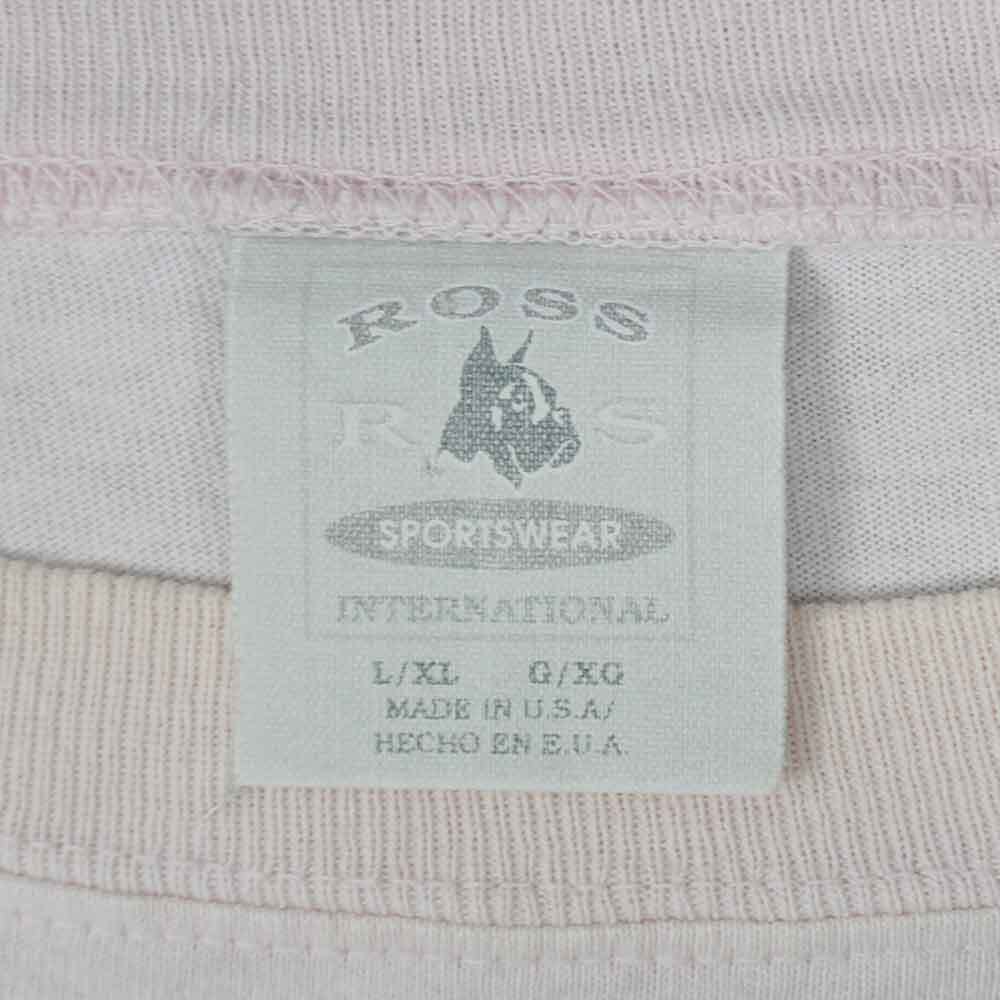 ROSS
R S
SPORTSWEAR
INTERNATIONAL
L/XL G/XG
MADE IN U.S.A/
HECHO EN E.U.A.